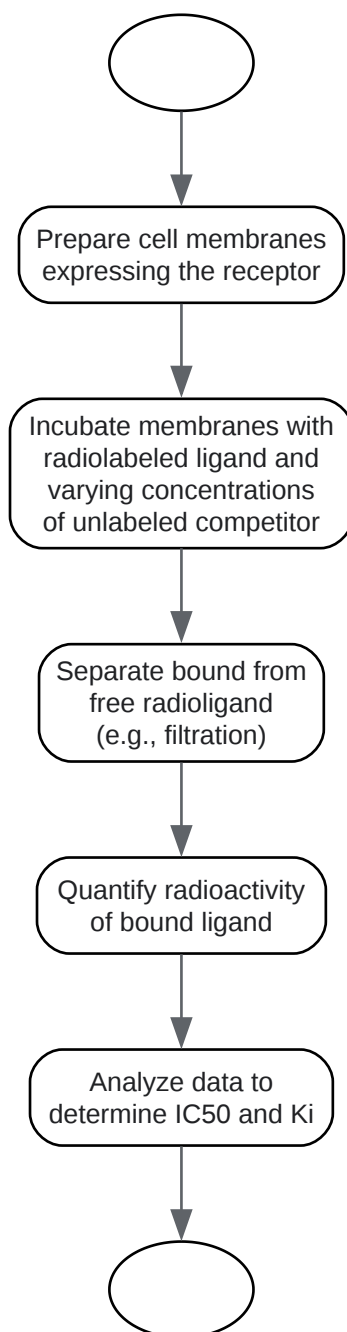 Prepare cell membranes
expressing the receptor
Incubate membranes with
radiolabeled ligand and
varying concentrations
of unlabeled competitor
Separate bound from
free radioligand
(e.g., filtration)
Quantify radioactivity
of bound ligand
Analyze data to
determine IC50 and Ki